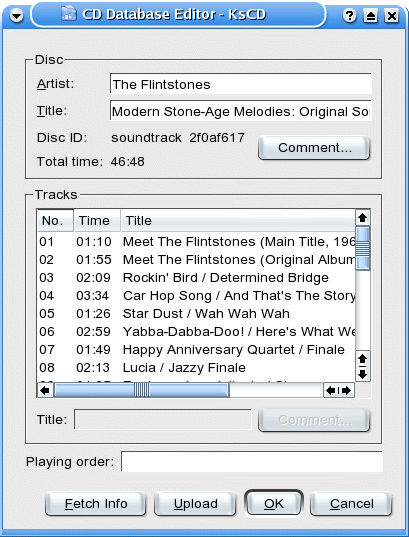 CD Database Editor - KsCD
Disc
Artist: The Flintstones
Title: Modern Stone-Age Melodies: Original So
Disc ID: soundtrack 2f0af617
Comment...
Total time: 46:48
Tracks
No. Time Title
01 01:10 Meet The Flintstones (Main Title, 196
02 01:55 Meet The Flintstones (Original Album
03 02:09 Rockin' Bird / Determined Bridge
04 03:34 Car Hop Song / And That's The Story
05 01:26 Star Dust / Wah Wah Wah
06 02:59 Yabba-Dabba-Doo! / Here's What We
07 01:49 Happy Anniversary Quartet / Finale
08 02:13 Lucia / Jazzy Finale
Title:
Comment...
Playing order:
Fetch Info Upload OK Cancel